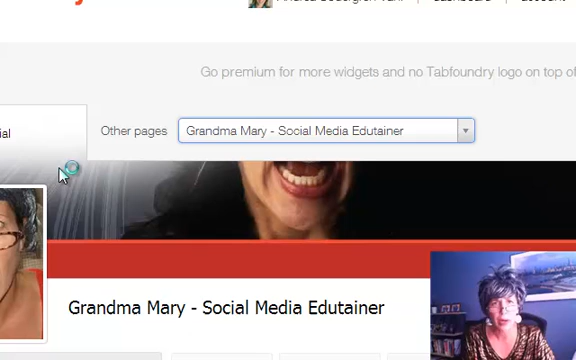 Go premium for more widgets and no Tabfoundry logo on top of
ial
Other pages
Grandma Mary - Social Media Edutainer
Grandma Mary - Social Media Edutainer